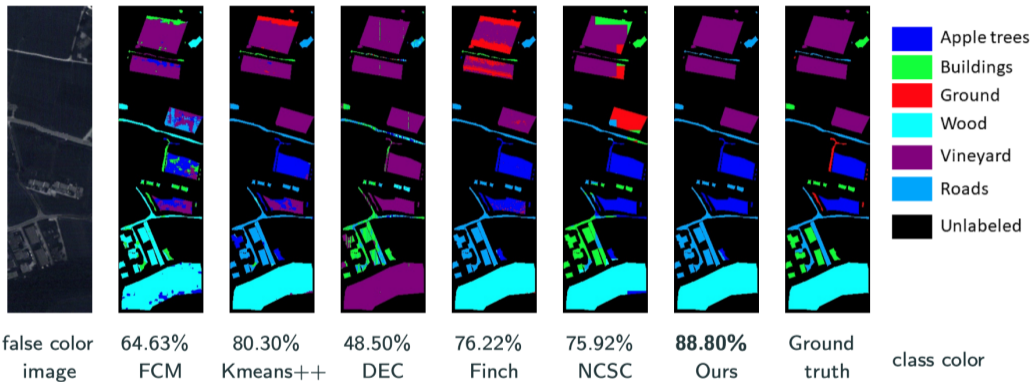 Apple trees
Buildings
Ground
Wood
Vineyard
Roads
Unlabeled
false color 64.63% 80.30% 48.50% 76.22% 75.92% 88.80% Ground
image FCM Kmeans++ DEC Finch NCSC Ours truth
class color